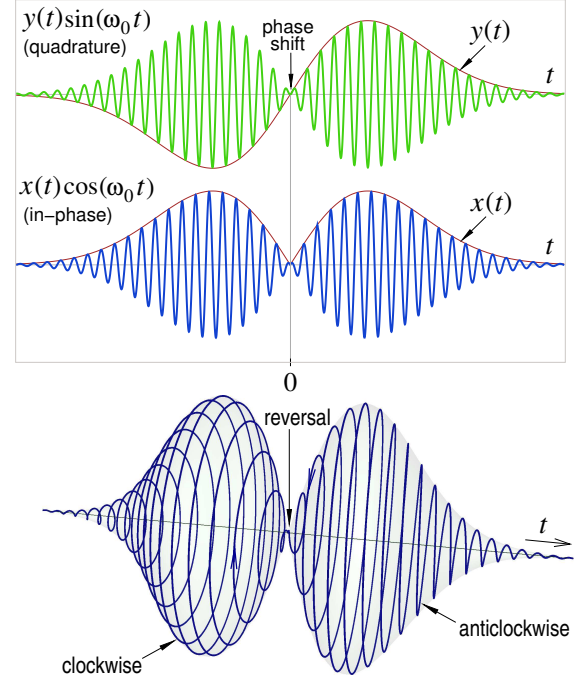 y(t)sin(ω₀t)
(quadrature)
phase
shift
y(t)
t
x(t)cos(ω₀t)
(in−phase)
x(t)
t
0
reversal
t
anticlockwise
clockwise